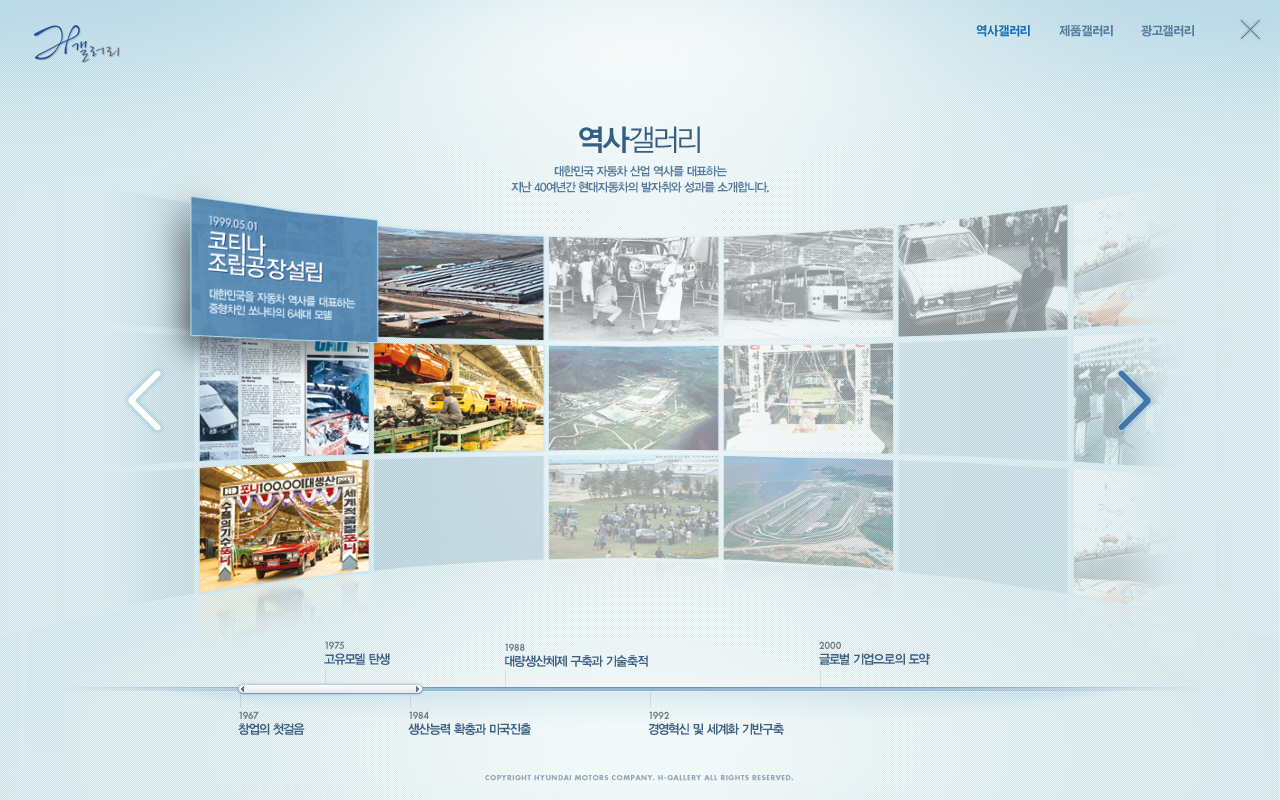 H갤러리
역사갤러리 제품갤러리 광고갤러리
역사갤러리
대한민국 자동차 산업 역사를 대표하는
지난 40여년간 현대자동차의 발자취와 성과를 소개합니다.
1999.05.01
코티나
조립공장설립
대한민국을 자동차 역사를 대표하는
중형차인 쏘나타의 6세대 모델
포니100,000대생산
수출의기수포니
세계적품질포니
1975
고유모델 탄생
1988
대량생산체제 구축과 기술축적
2000
글로벌 기업으로의 도약
1967
창업의 첫걸음
1984
생산능력 확충과 미국진출
1992
경영혁신 및 세계화 기반구축
COPYRIGHT HYUNDAI MOTORS COMPANY. H-GALLERY ALL RIGHTS RESERVED.